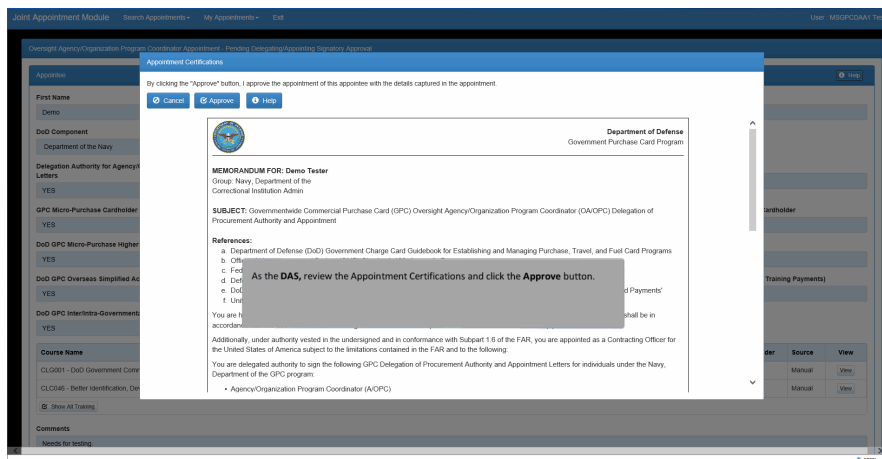 Joint Appointment Module Search Appointments My Appointments Exit User : MSGPCDAA1 Tes
Oversight Agency/Organization Program Coordinator Appointment - Pending Delegating/Appointing Signatory Approval
Appointment Certifications
Appointee Help
By clicking the "Approve" button, I approve the appointment of this appointee with the details captured in the appointment.
Cancel Approve Help
First Name
Demo
DoD Component
Department of the Navy
Delegation Authority for Agency/
Letters
YES
GPC Micro-Purchase Cardholder
YES
DoD GPC Micro-Purchase Higher
YES
DoD GPC Overseas Simplified Ac
YES
DoD GPC Inter/Intra-Governmenta
YES
Department of Defense
Government Purchase Card Program
MEMORANDUM FOR: Demo Tester
Group: Navy, Department of the
Correctional Institution Admin
SUBJECT: Governmentwide Commercial Purchase Card (GPC) Oversight Agency/Organization Program Coordinator (OA/OPC) Delegation of
Procurement Authority and Appointment
References:
a. Department of Defense (DoD) Government Charge Card Guidebook for Establishing and Managing Purchase, Travel, and Fuel Card Programs
b. Offi
c. Fed
d. Def
e. DoD d Payments'
f. Uni
As the DAS, review the Appointment Certifications and click the Approve button.
You are h shall be in
accordanc
Additionally, under authority vested in the undersigned and in conformance with Subpart 1.6 of the FAR, you are appointed as a Contracting Officer for
the United States of America subject to the limitations contained in the FAR and to the following:
You are delegated authority to sign the following GPC Delegation of Procurement Authority and Appointment Letters for individuals under the Navy,
Department of the GPC program:
• Agency/Organization Program Coordinator (A/OPC)
cardholder
Training Payments)
Course Name der Source View
CLG001 - DoD Government Comm Manual View
CLC046 - Better Identification, De Manual View
Show All Training
Comments
Needs for testing.